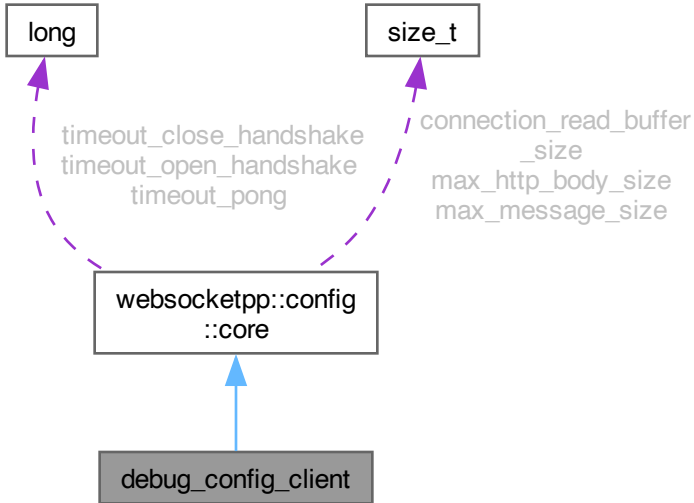 long
size_t
timeout_close_handshake
timeout_open_handshake
timeout_pong
connection_read_buffer
_size
max_http_body_size
max_message_size
websocketpp::config
::core
debug_config_client